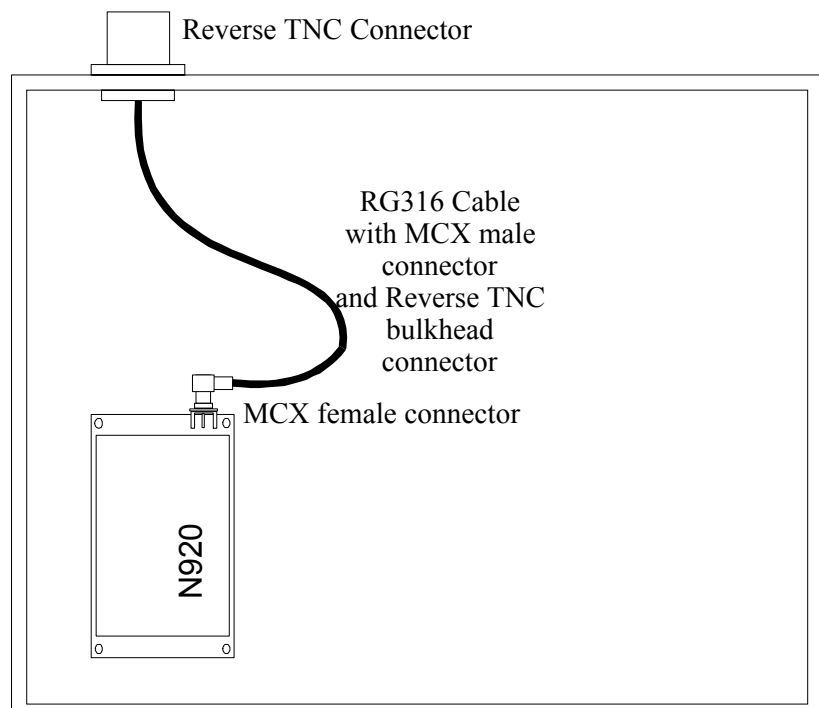 Reverse TNC Connector
RG316 Cable
with MCX male
connector
and Reverse TNC
bulkhead
connector
MCX female connector
N920